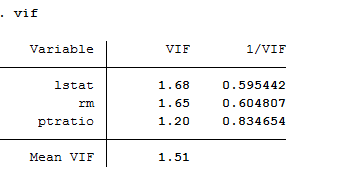 . vif
Variable | VIF 1/VIF
lstat | 1.68 0.595442
rm | 1.65 0.604807
ptratio | 1.20 0.834654
Mean VIF | 1.51